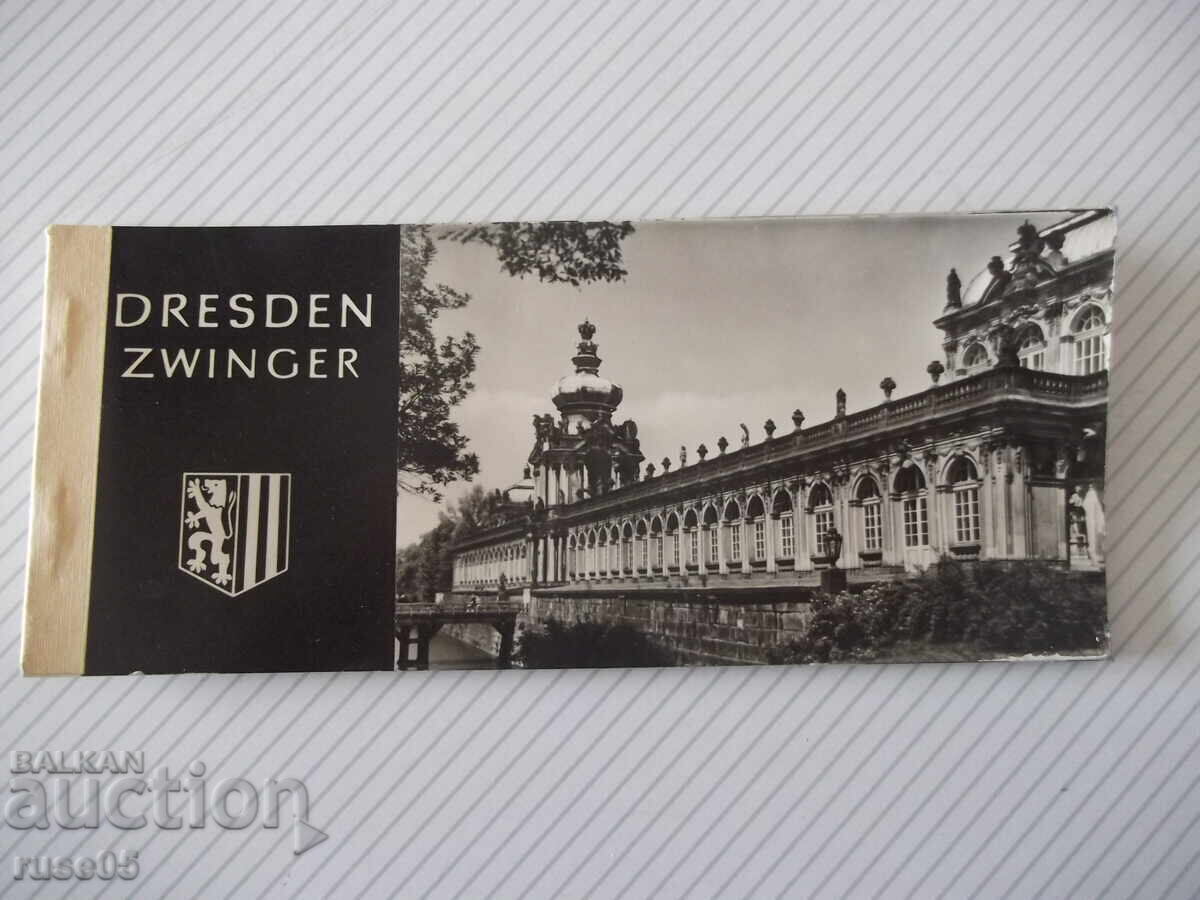 DRESDEN
ZWINGER
BALKAN
auction
ruse05